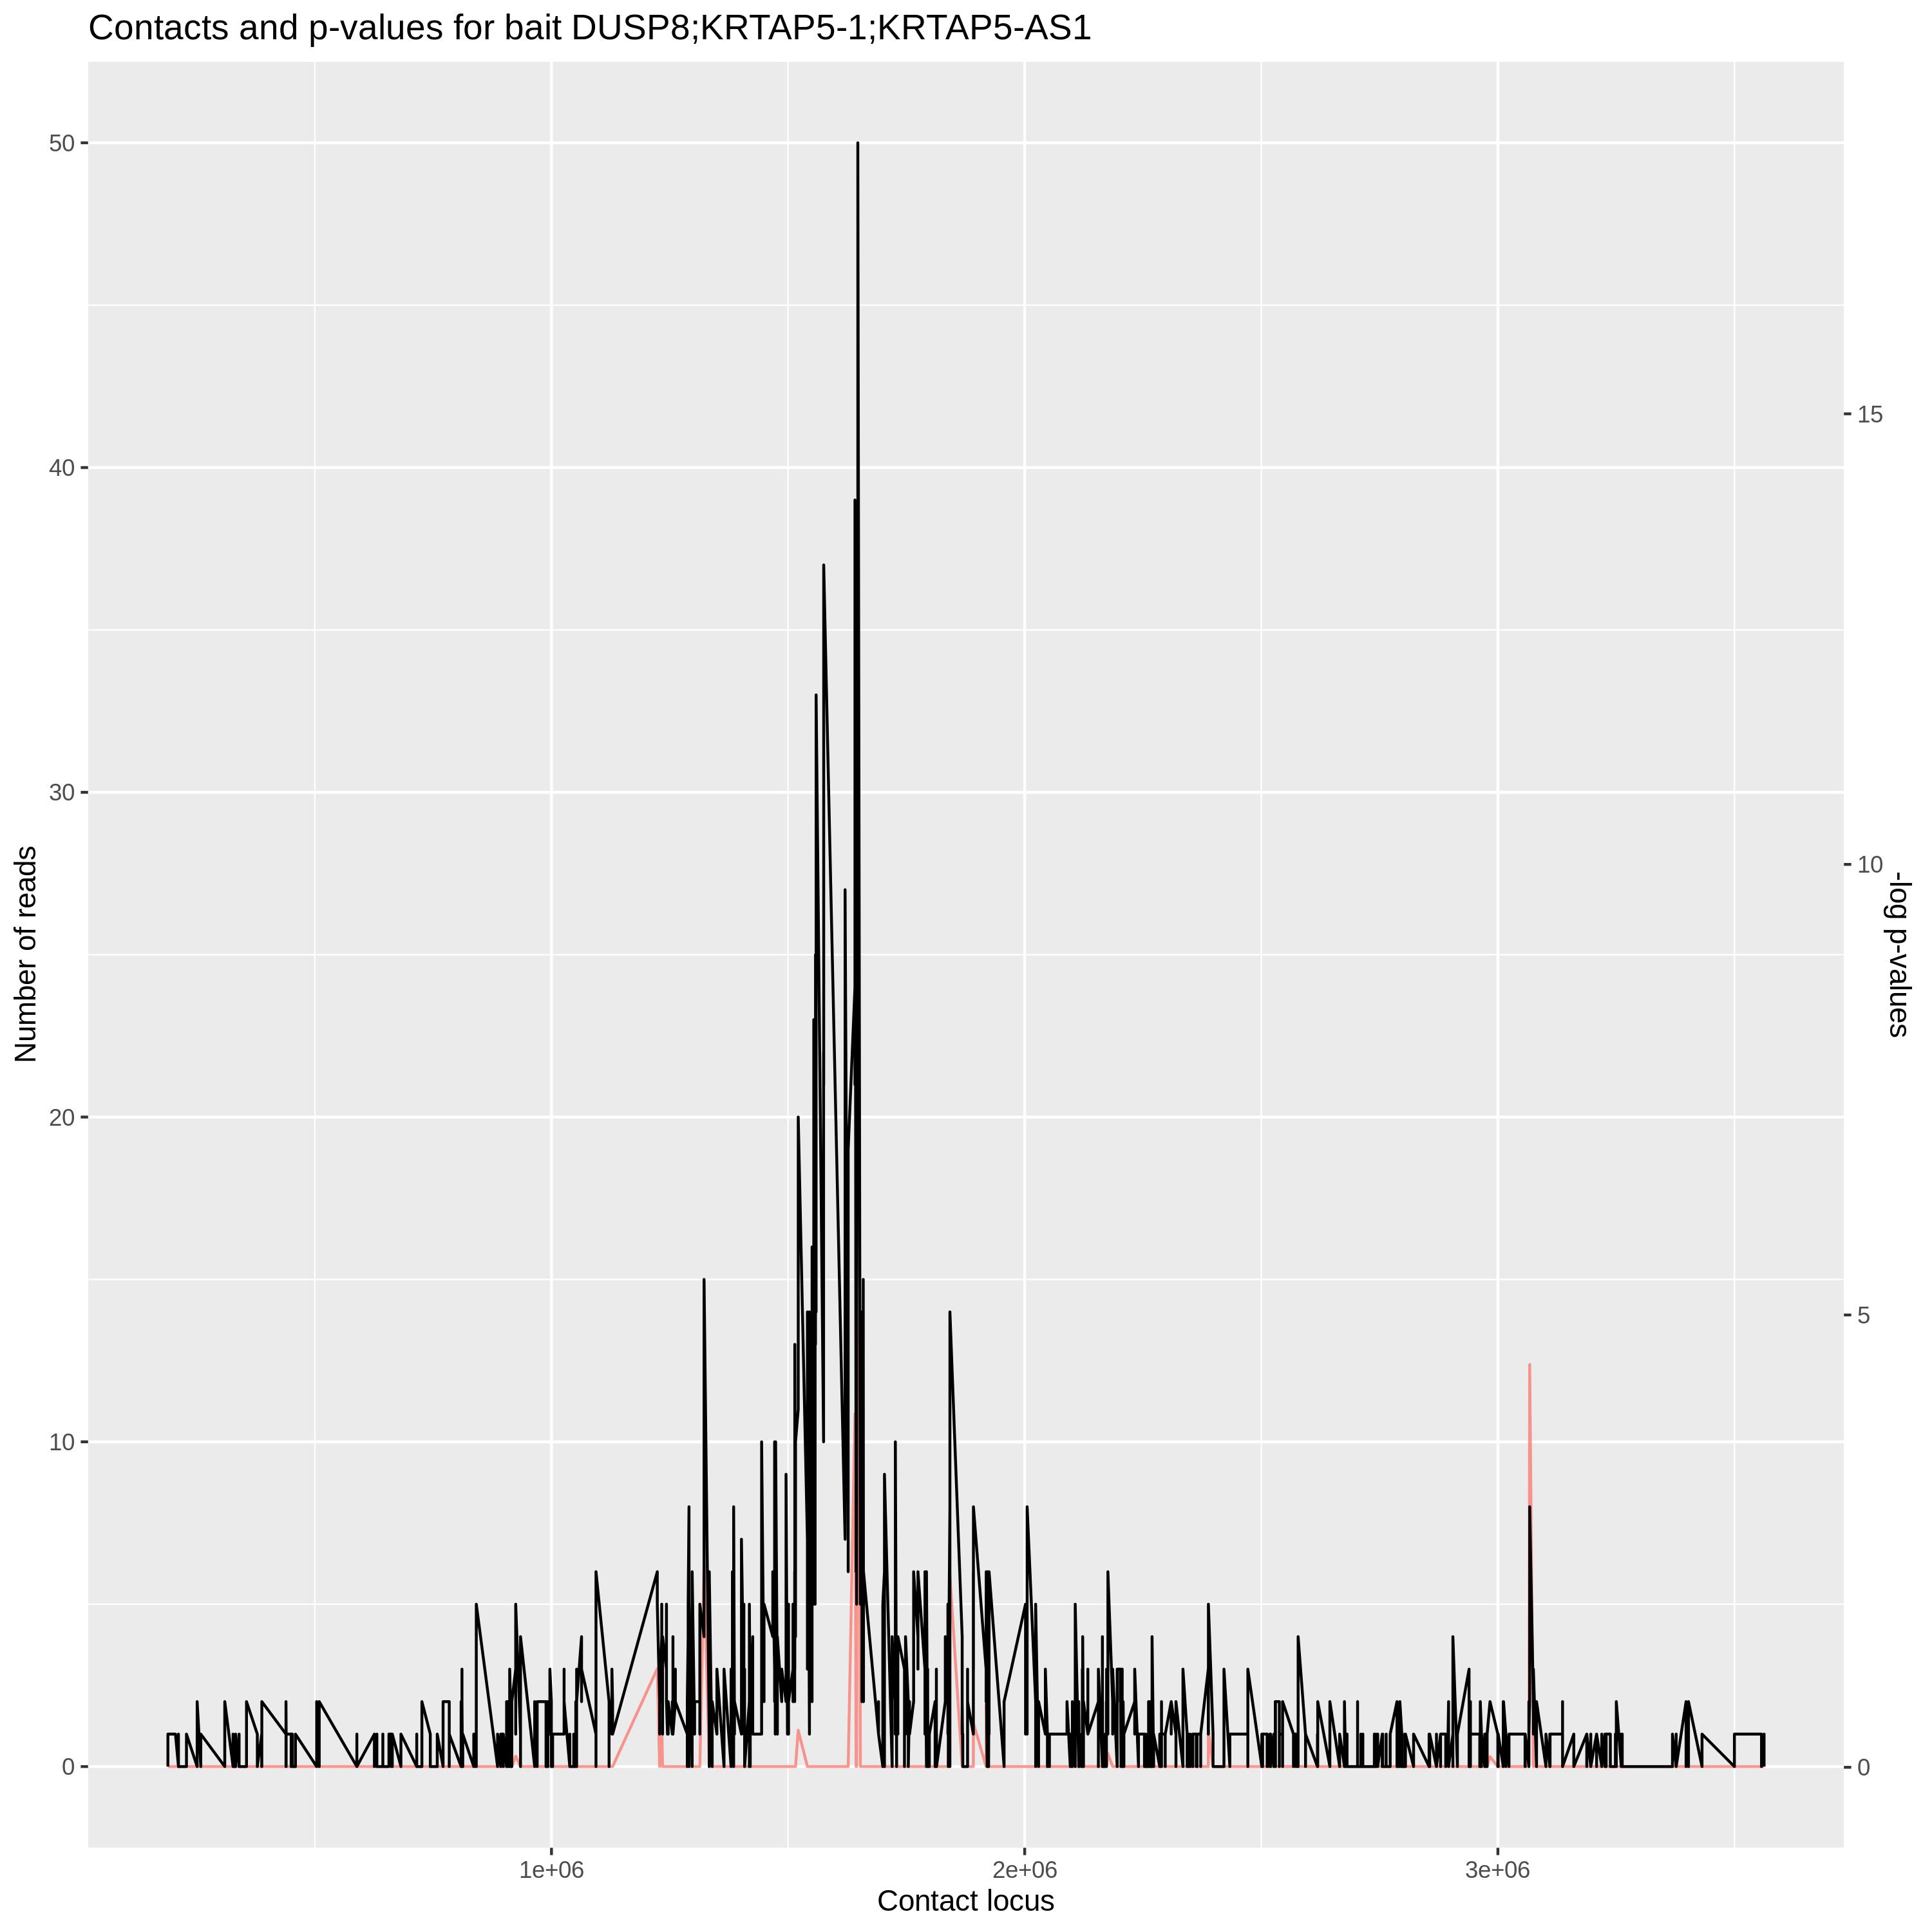 Contacts and p-values for bait DUSP8;KRTAP5-1;KRTAP5-AS1
50
40
30
20
10
0
Number of reads
15
10
5
0
-log p-values
1e+06
2e+06
3e+06
Contact locus